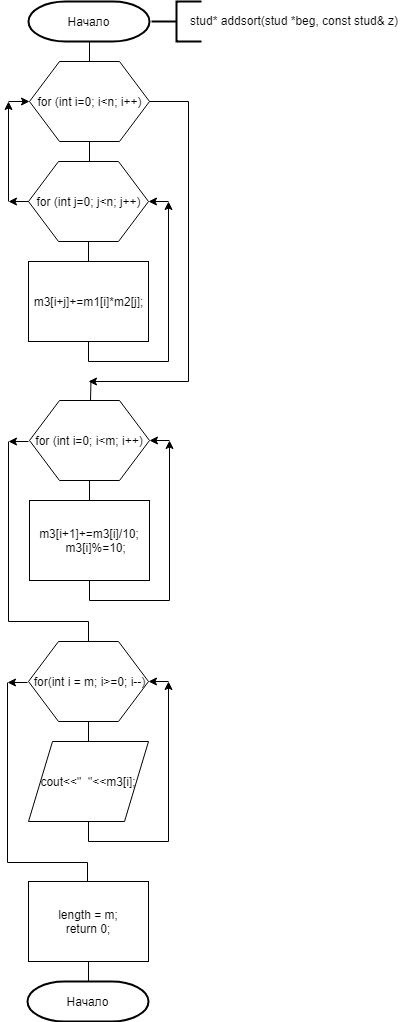 Начало
stud* addsort(stud *beg, const stud& z)
for (int i=0; i<n; i++)
for (int j=0; j<n; j++)
m3[i+j]+=m1[i]*m2[j];
for (int i=0; i<m; i++)
m3[i+1]+=m3[i]/10;
m3[i]%=10;
for(int i = m; i>=0; i--)
cout<<"  "<<m3[i];
length = m;
return 0;
Начало